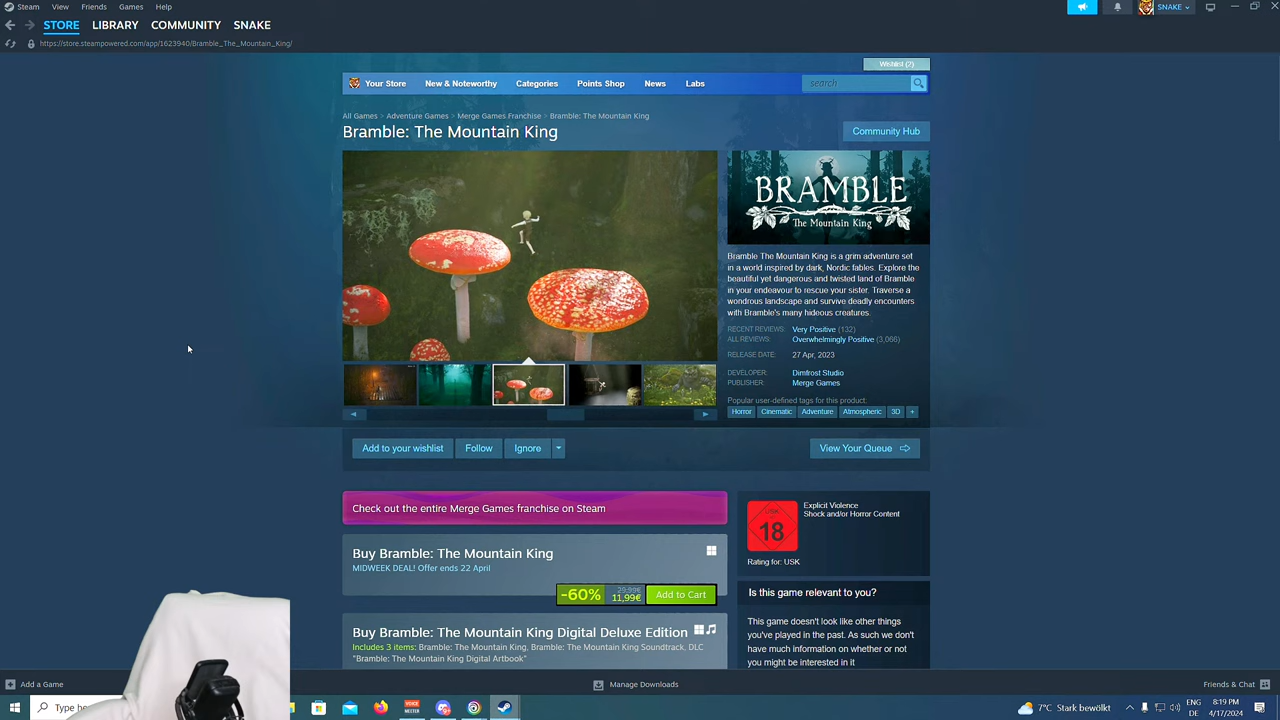 Steam View Friends Games Help
SNAKE
STORE LIBRARY COMMUNITY SNAKE
https://store.steampowered.com/app/1623940/Bramble_The_Mountain_King/
Wishlist (2)
Your Store New & Noteworthy Categories Points Shop News Labs
search
All Games > Adventure Games > Merge Games Franchise > Bramble: The Mountain King
Bramble: The Mountain King
Community Hub
BRAMBLE
The Mountain King
Bramble The Mountain King is a grim adventure set
in a world inspired by dark, Nordic fables. Explore the
beautiful yet dangerous and twisted land of Bramble
in your endeavour to rescue your sister. Traverse a
wondrous landscape and survive deadly encounters
with Bramble's many hideous creatures.
RECENT REVIEWS: Very Positive (132)
ALL REVIEWS: Overwhelmingly Positive (3,066)
RELEASE DATE: 27 Apr, 2023
DEVELOPER: Dimfrost Studio
PUBLISHER: Merge Games
Popular user-defined tags for this product:
Horror Cinematic Adventure Atmospheric 3D +
Add to your wishlist Follow Ignore
View Your Queue
Check out the entire Merge Games franchise on Steam
Buy Bramble: The Mountain King
MIDWEEK DEAL! Offer ends 22 April
-60% 29,99€ 11,99€ Add to Cart
Buy Bramble: The Mountain King Digital Deluxe Edition
Includes 3 items: Bramble: The Mountain King, Bramble: The Mountain King Soundtrack, DLC
"Bramble: The Mountain King Digital Artbook"
USK
18
Explicit Violence
Shock and/or Horror Content
Rating for: USK
Is this game relevant to you?
This game doesn't look like other things
you've played in the past. As such we don't
have much information on whether or not
you might be interested in it
Add a Game
Manage Downloads
Friends & Chat
Type he
VOICE
7°C Stark bewölkt
ENG
DE
8:19 PM
4/17/2024